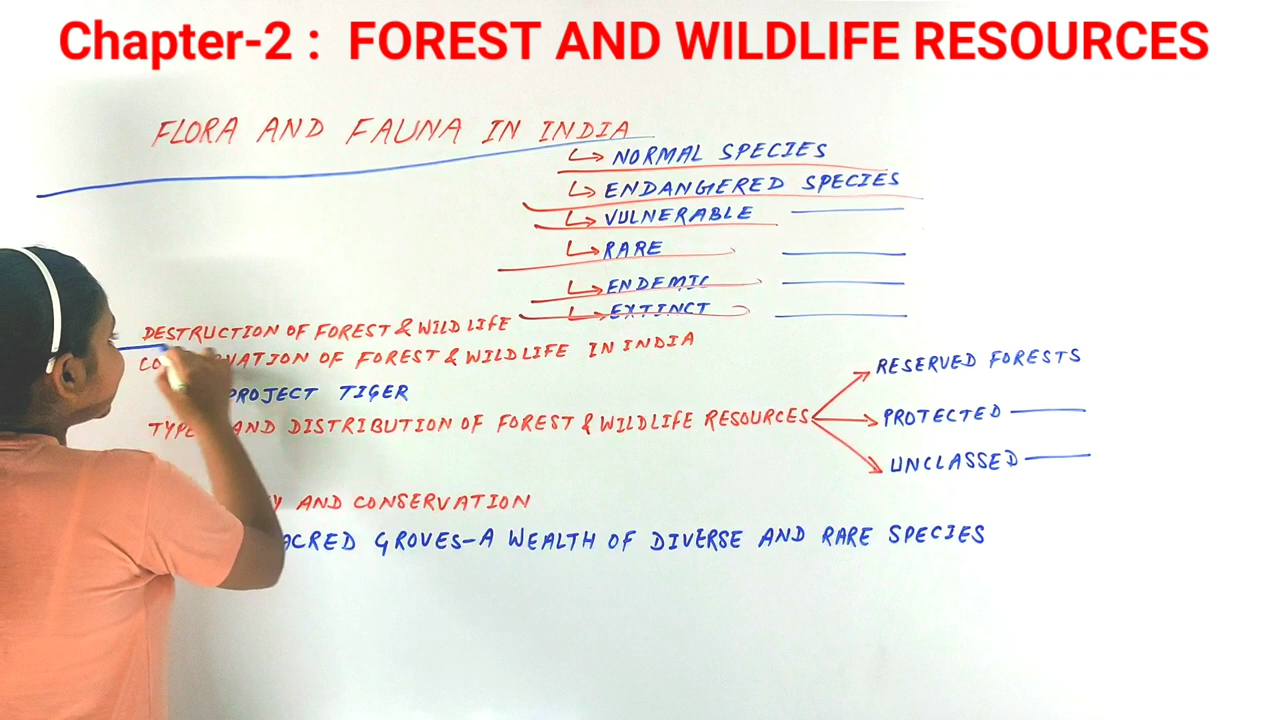 Chapter-2 : FOREST AND WILDLIFE RESOURCES
FLORA AND FAUNA IN INDIA
NORMAL SPECIES
ENDANGERED SPECIES
VULNERABLE
RARE
ENDEMIC
EXTINCT
DESTRUCTION OF FOREST & WILDLIFE
OF FOREST & WILDLIFE IN INDIA
PROJECT TIGER
AND DISTRIBUTION OF FOREST & WILDLIFE RESOURCES
RESERVED FORESTS
PROTECTED
UNCLASSED
AND CONSERVATION
GROVES-A WEALTH OF DIVERSE AND RARE SPECIES